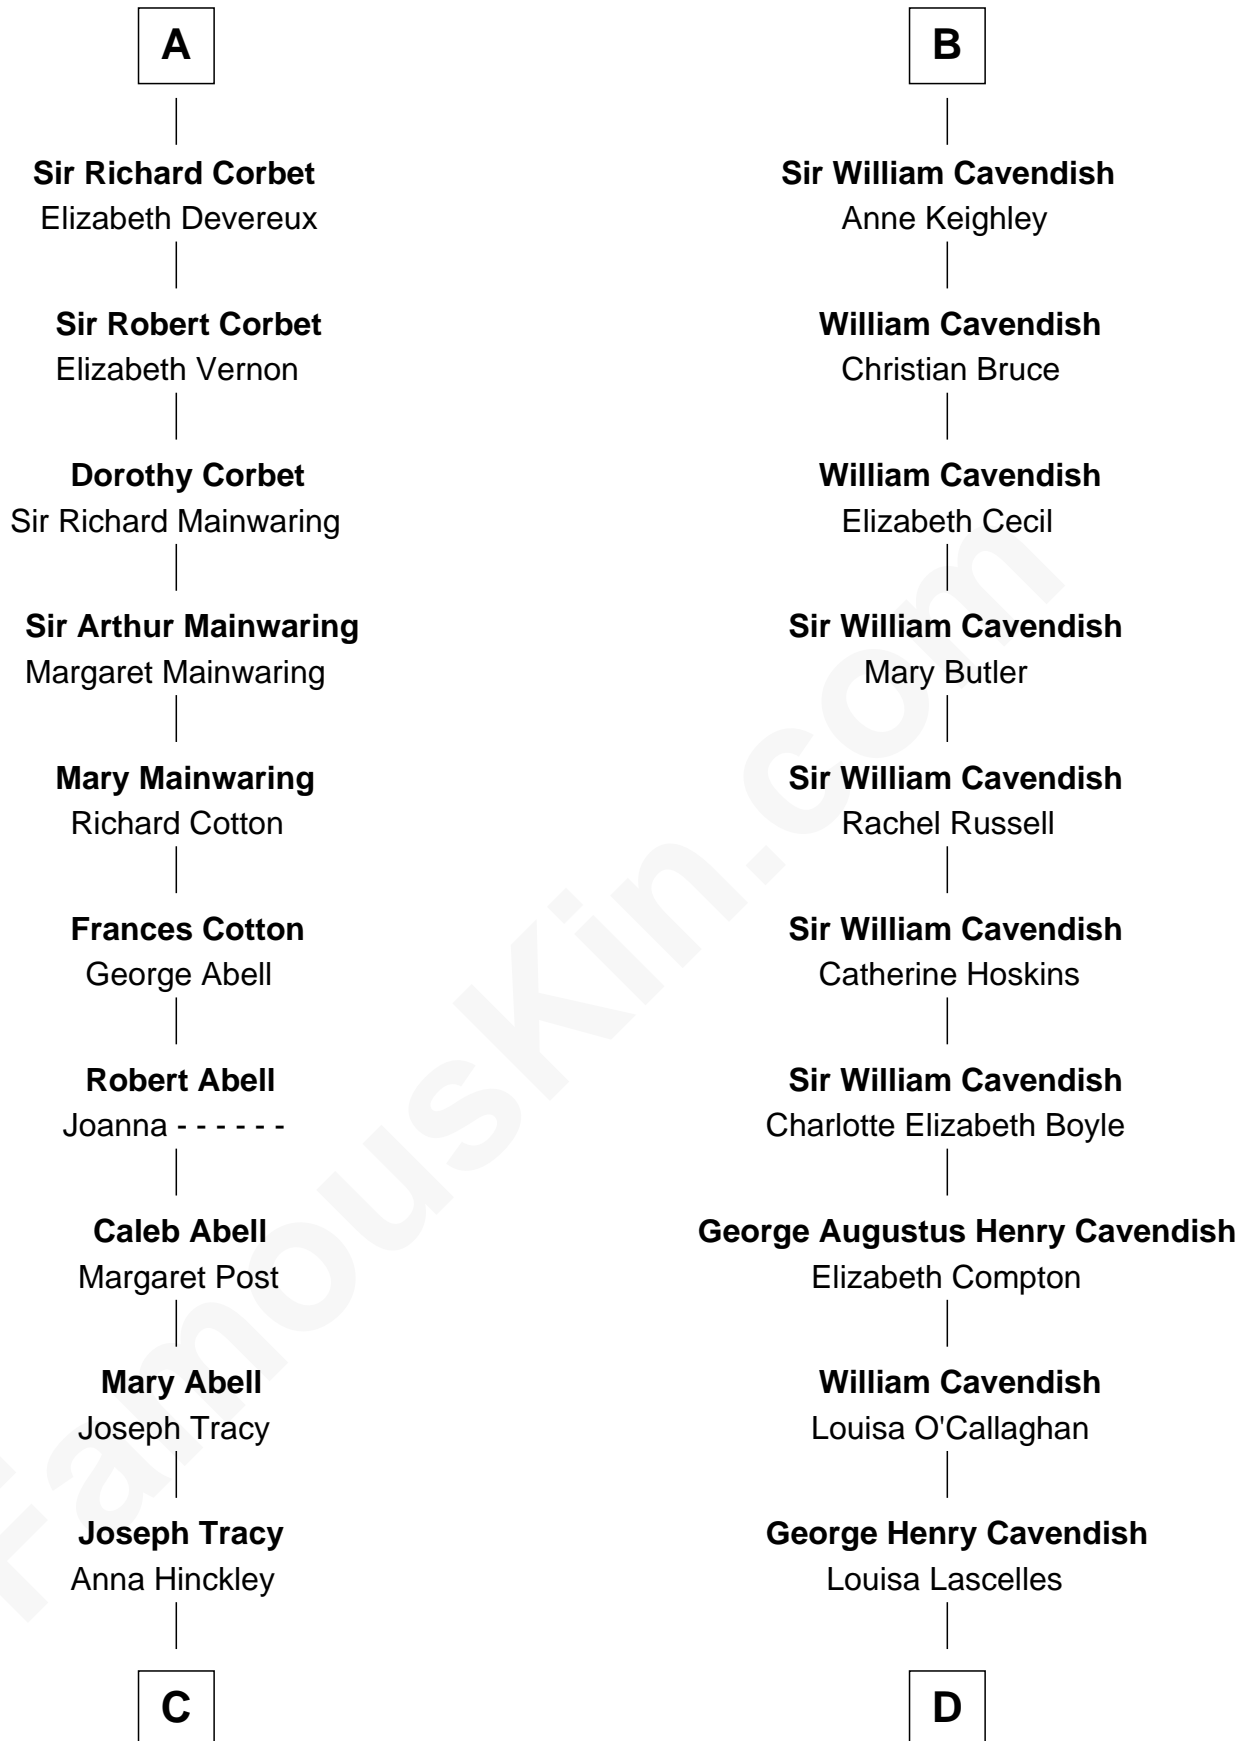 A
Sir Richard Corbet
Elizabeth Devereux
Sir Robert Corbet
Elizabeth Vernon
Dorothy Corbet
Sir Richard Mainwaring
Sir Arthur Mainwaring
Margaret Mainwaring
Mary Mainwaring
Richard Cotton
Frances Cotton
George Abell
Robert Abell
Joanna - - - - - -
Caleb Abell
Margaret Post
Mary Abell
Joseph Tracy
Joseph Tracy
Anna Hinckley
C
B
Sir William Cavendish
Anne Keighley
William Cavendish
Christian Bruce
William Cavendish
Elizabeth Cecil
Sir William Cavendish
Mary Butler
Sir William Cavendish
Rachel Russell
Sir William Cavendish
Catherine Hoskins
Sir William Cavendish
Charlotte Elizabeth Boyle
George Augustus Henry Cavendish
Elizabeth Compton
William Cavendish
Louisa O'Callaghan
George Henry Cavendish
Louisa Lascelles
D
FamousKin.com